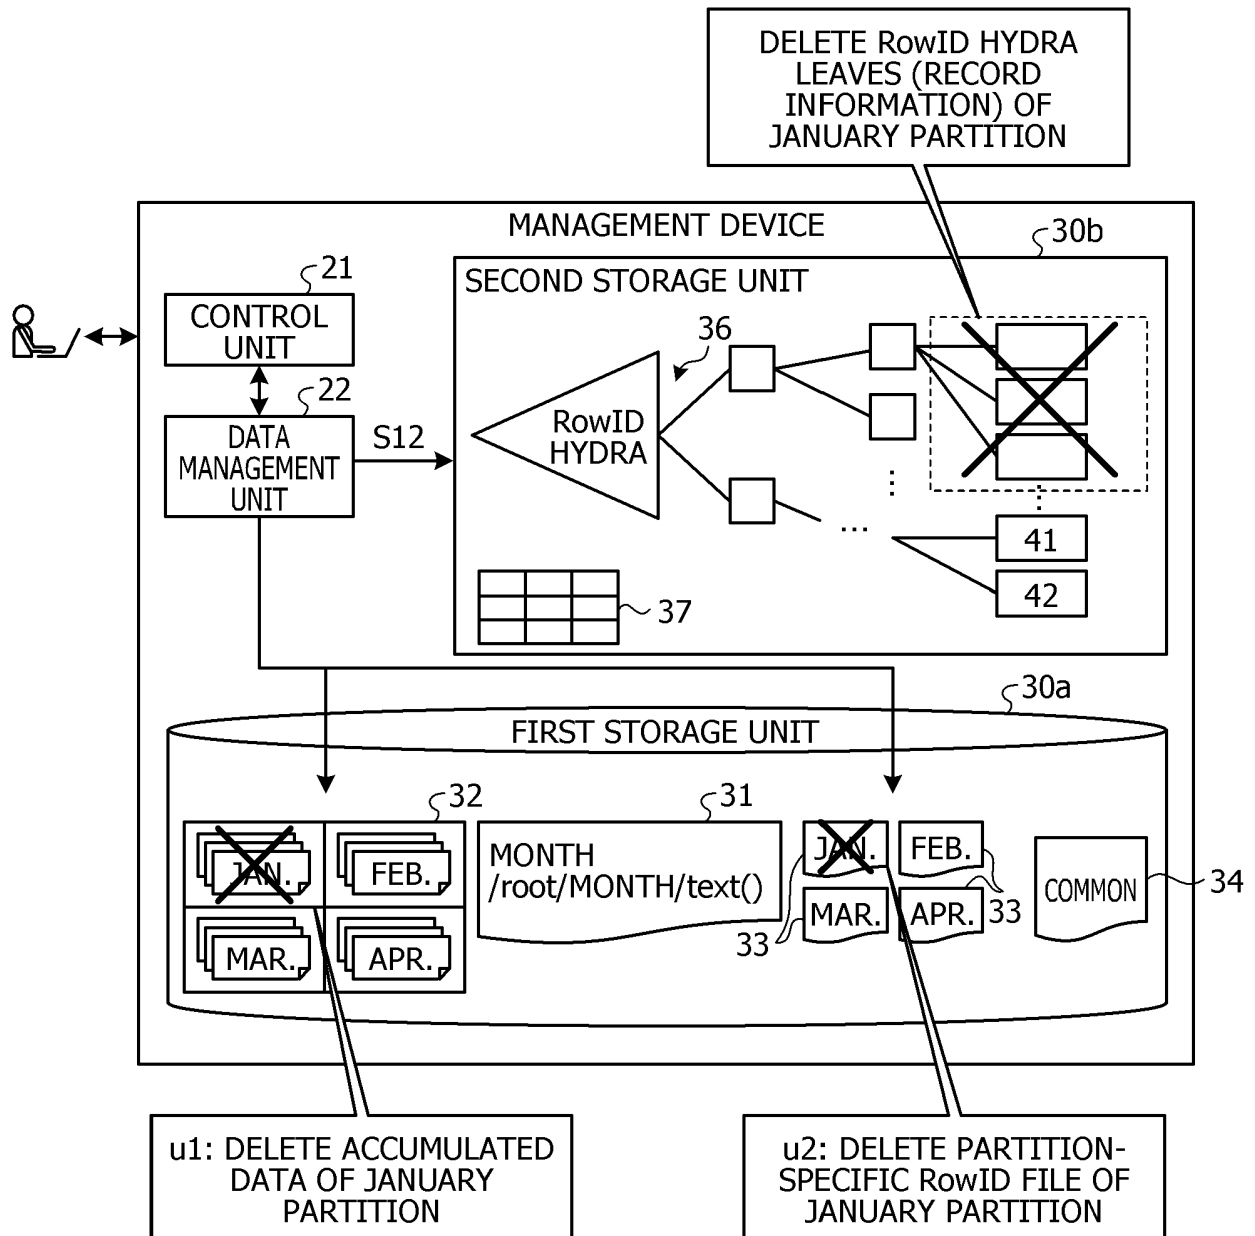 DELETE RowID HYDRA
LEAVES (RECORD
INFORMATION) OF
JANUARY PARTITION
MANAGEMENT DEVICE
30b
21
SECOND STORAGE UNIT
CONTROL
UNIT
36
22
RowID
HYDRA
DATA
MANAGEMENT
UNIT
S12
...
41
42
37
30a
FIRST STORAGE UNIT
32
31
JAN.
FEB.
MAR.
APR.
MONTH
/root/MONTH/text()
JAN.
FEB.
33
33
MAR.
APR.
COMMON
34
u1: DELETE ACCUMULATED
DATA OF JANUARY
PARTITION
u2: DELETE PARTITION-
SPECIFIC RowID FILE OF
JANUARY PARTITION